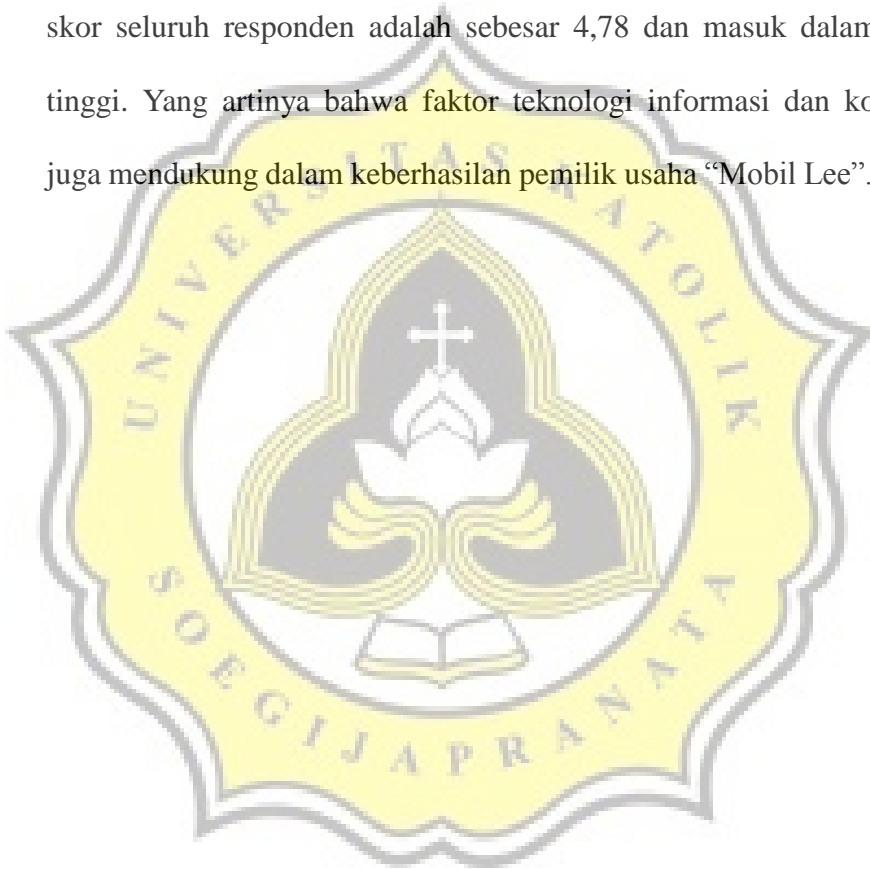 skor seluruh responden adalah sebesar 4,78 dan masuk dalam
tinggi. Yang artinya bahwa faktor teknologi informasi dan ko
juga mendukung dalam keberhasilan pemilik usaha “Mobil Lee”.
UNIVERSITAS KATOLIK
SOEGIJAPRANATA